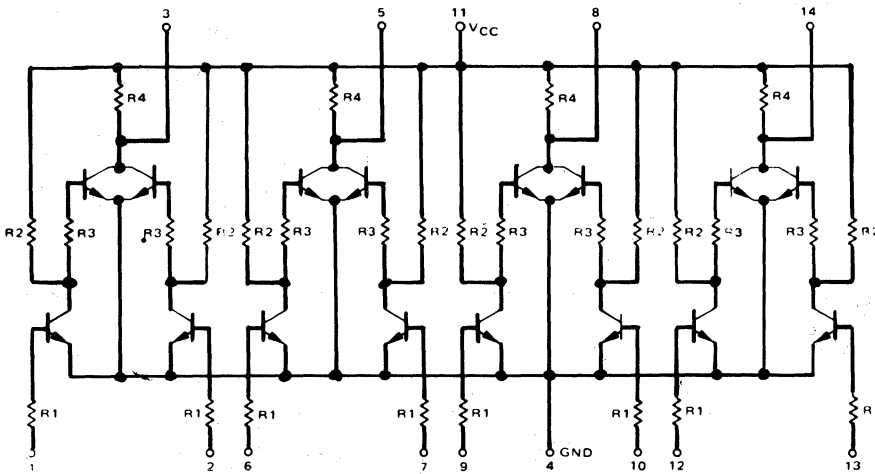 3 5 11 8 14
VCC
R4 R4 R4 R4
R2 R3 R3 R2 R2 R3 R3 R2 R2 R3 R3 R2 R2 R3 R3 R2
R1 R1 R1 R1 R1 R1 R1 R
GND
1 2 6 7 9 4 10 12 13